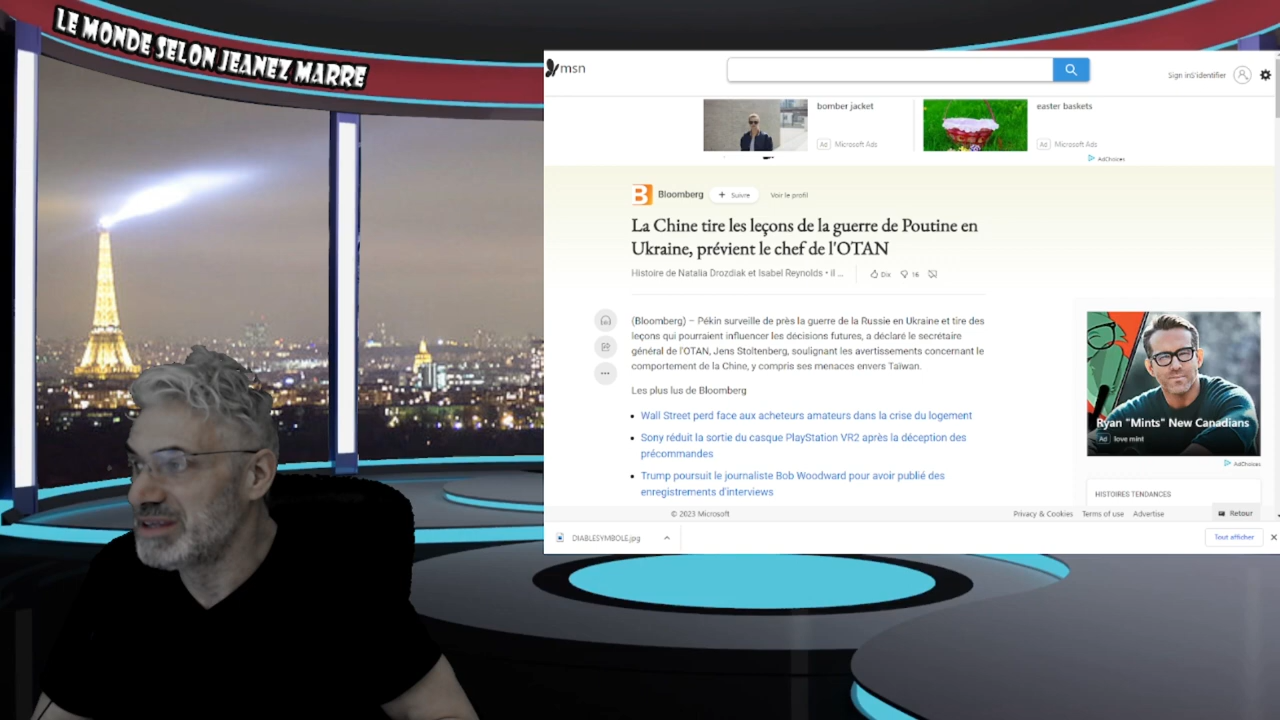 LE MONDE SELON JEANEZ MARRE
msn
Sign inS'identifier
bomber jacket
Ad Microsoft Ads
easter baskets
Ad Microsoft Ads
AdChoices
B Bloomberg + Suivre Voir le profil
La Chine tire les leçons de la guerre de Poutine en
Ukraine, prévient le chef de l'OTAN
Histoire de Natalia Drozdiak et Isabel Reynolds • il ... Dix 16
(Bloomberg) – Pékin surveille de près la guerre de la Russie en Ukraine et tire des
leçons qui pourraient influencer les décisions futures, a déclaré le secrétaire
général de l'OTAN, Jens Stoltenberg, soulignant les avertissements concernant le
comportement de la Chine, y compris ses menaces envers Taïwan.
Les plus lus de Bloomberg
• Wall Street perd face aux acheteurs amateurs dans la crise du logement
• Sony réduit la sortie du casque PlayStation VR2 après la déception des
précommandes
• Trump poursuit le journaliste Bob Woodward pour avoir publié des
enregistrements d'interviews
Ryan "Mints" New Canadians
Ad love mint
AdChoices
HISTOIRES TENDANCES
© 2023 Microsoft
Privacy & Cookies Terms of use Advertise
Retour
DIABLESYMBOLE.jpg
Tout afficher